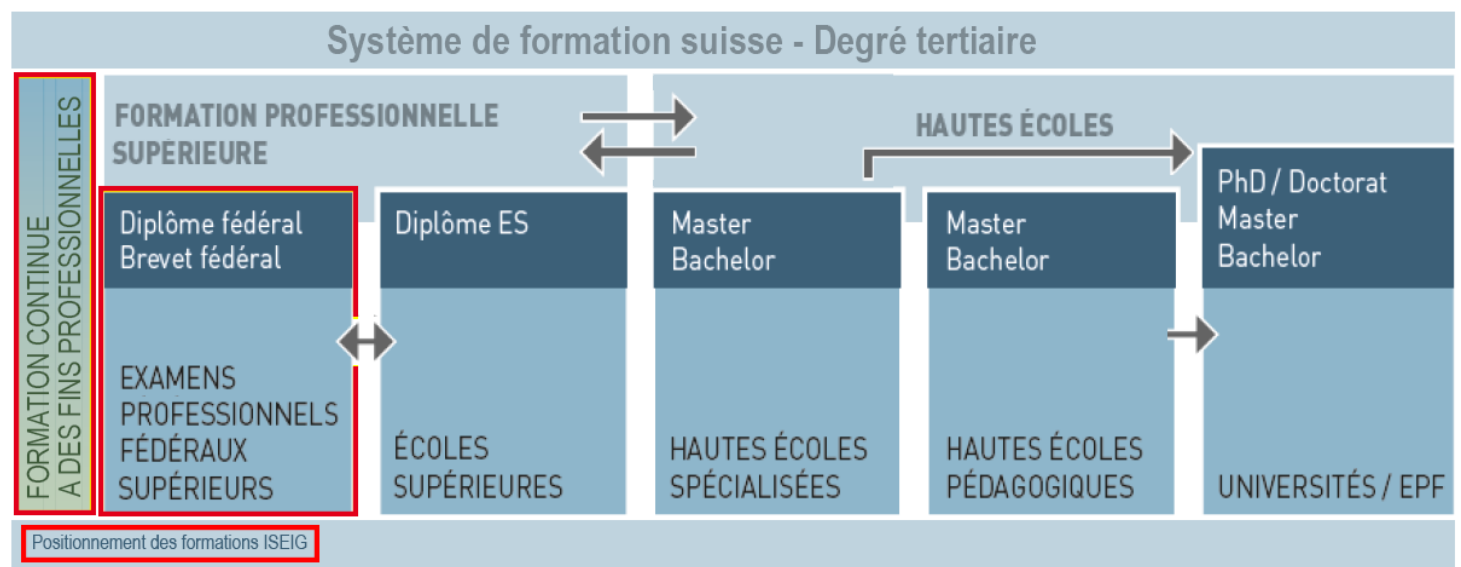 Système de formation suisse - Degré tertiaire
FORMATION CONTINUE
A DES FINS PROFESSIONNELLES
FORMATION PROFESSIONNELLE
SUPÉRIEURE
HAUTES ÉCOLES
Diplôme fédéral
Brevet fédéral
EXAMENS
PROFESSIONNELS
FÉDÉRAUX
SUPÉRIEURS
Diplôme ES
ÉCOLES
SUPÉRIEURES
Master
Bachelor
HAUTES ÉCOLES
SPÉCIALISÉES
Master
Bachelor
HAUTES ÉCOLES
PÉDAGOGIQUES
PhD / Doctorat
Master
Bachelor
UNIVERSITÉS / EPF
Positionnement des formations ISEIG